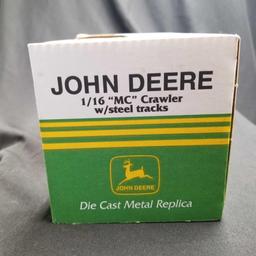 JOHN DEERE
1/16 "MC" Crawler
w/steel tracks
JOHN DEERE
Die Cast Metal Replica